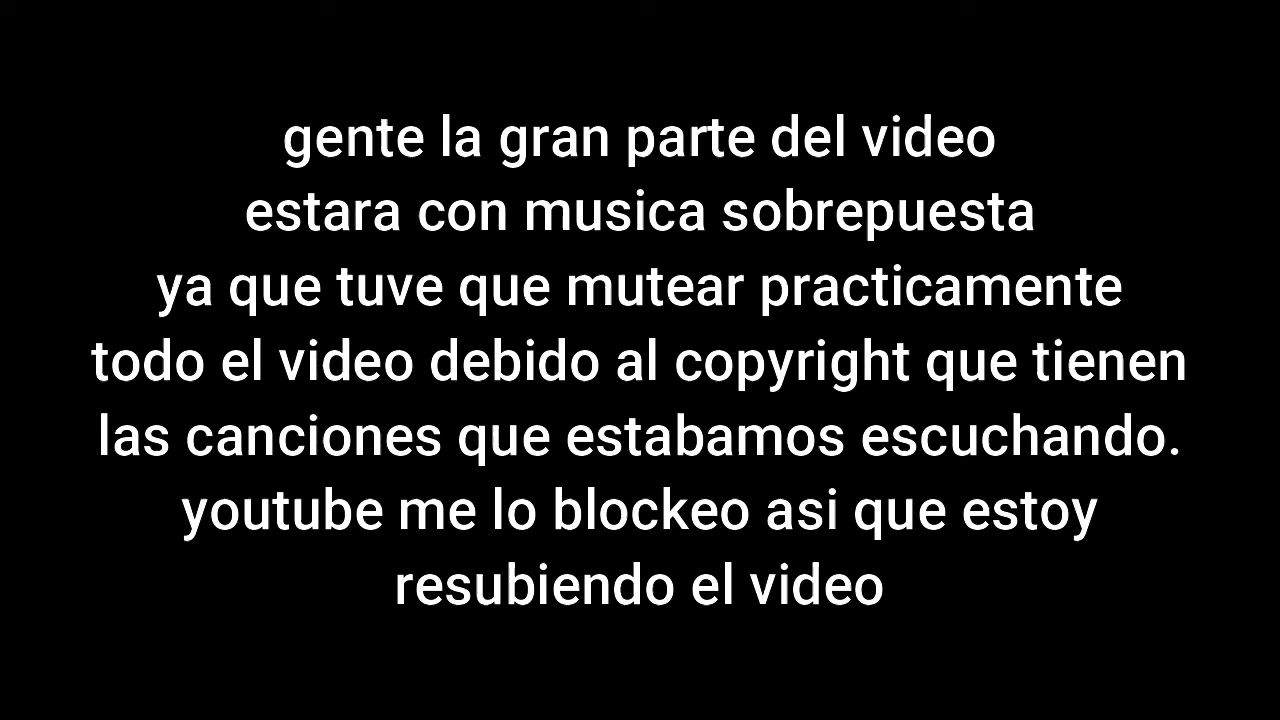 gente la gran parte del video
estara con musica sobrepuesta
ya que tuve que mutear practicamente
todo el video debido al copyright que tienen
las canciones que estabamos escuchando.
youtube me lo blockeo asi que estoy
resubiendo el video